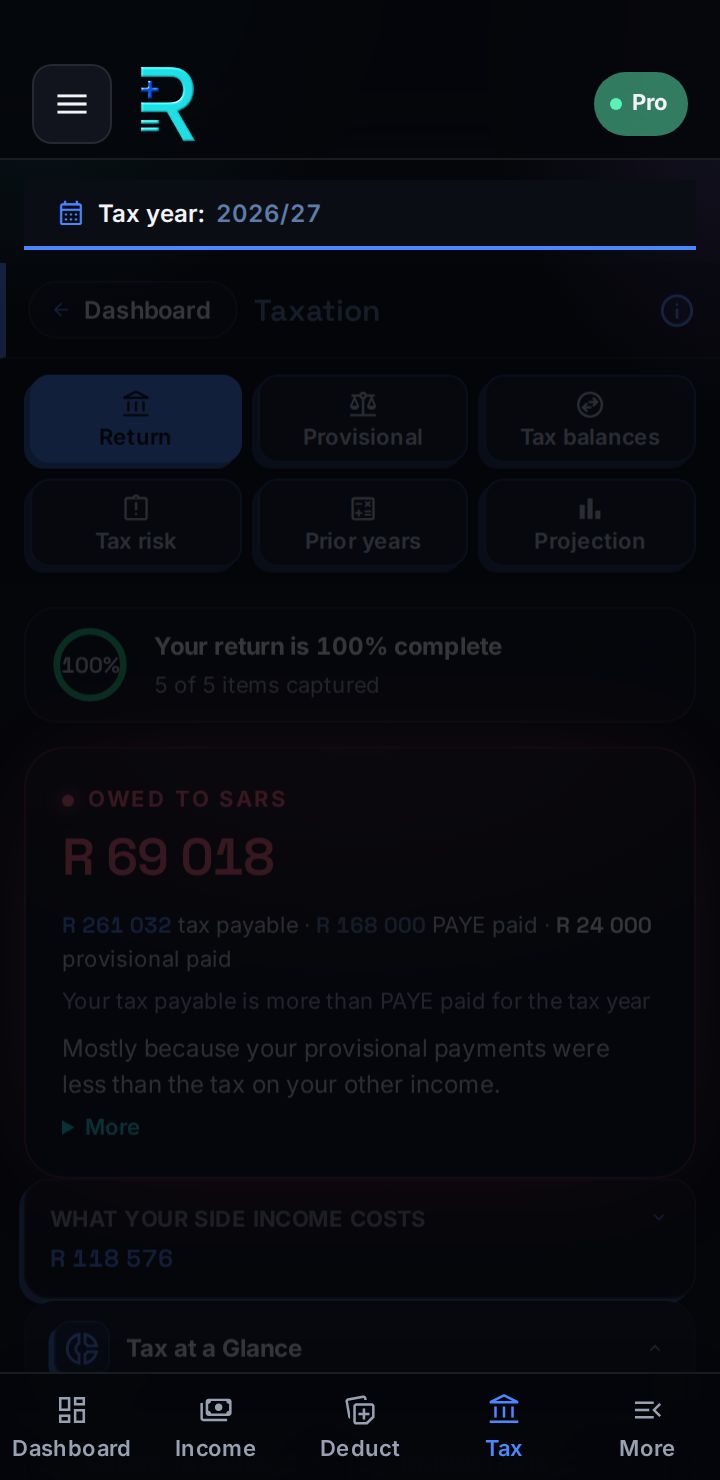 Pro
Tax year: 2026/27
Dashboard
Taxation
Return
Provisional
Tax balances
Tax risk
Prior years
Projection
100%
Your return is 100% complete
5 of 5 items captured
OWED TO SARS
R 69 018
R 261 032 tax payable · R 168 000 PAYE paid · R 24 000
provisional paid
Your tax payable is more than PAYE paid for the tax year
Mostly because your provisional payments were
less than the tax on your other income.
More
WHAT YOUR SIDE INCOME COSTS
R 118 576
Tax at a Glance
Dashboard
Income
Deduct
Tax
More